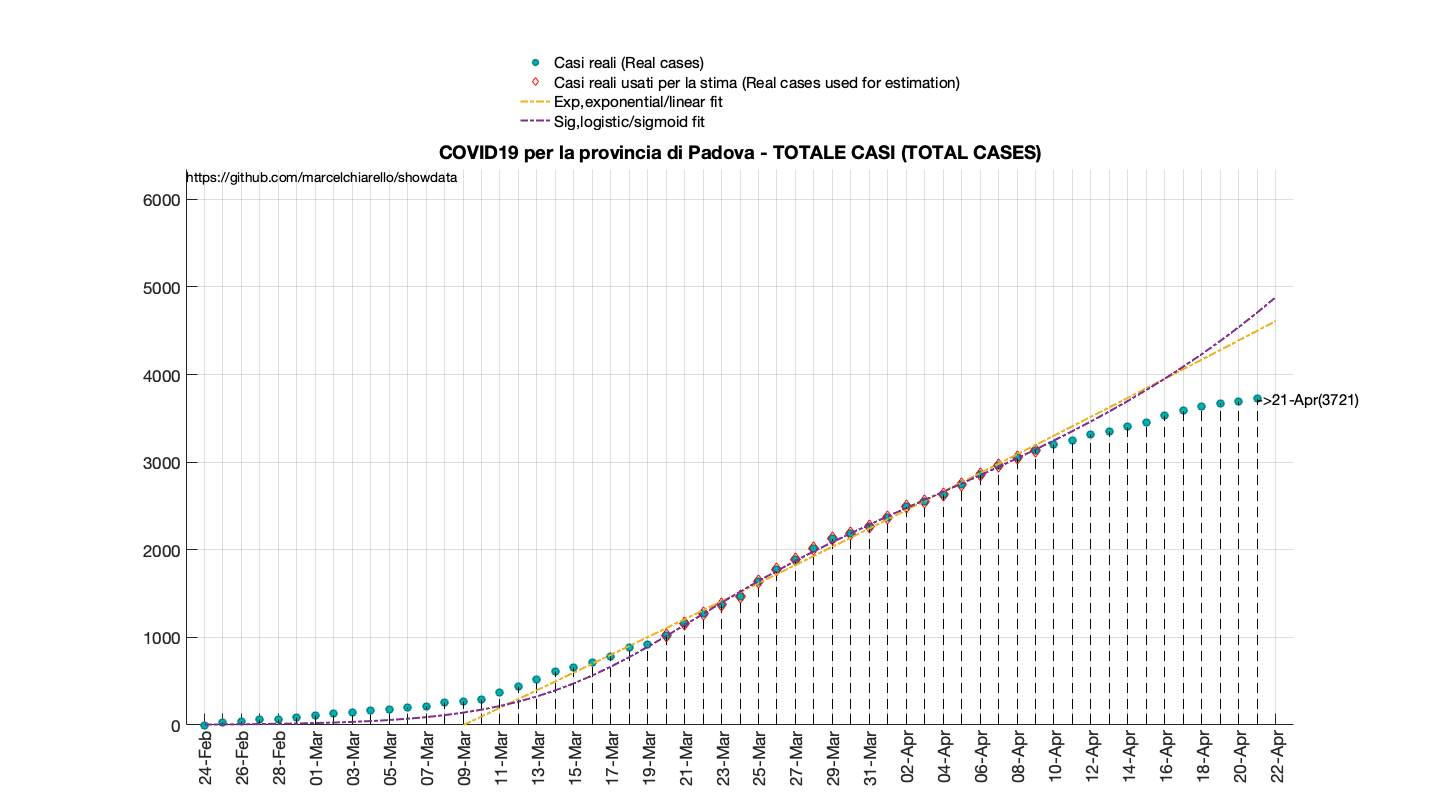 Casi reali (Real cases)
Casi reali usati per la stima (Real cases used for estimation)
Exp,exponential/linear fit
Sig,logistic/sigmoid fit
COVID19 per la provincia di Padova - TOTALE CASI (TOTAL CASES)
https://github.com/marcelchiarello/showdata
6000
5000
4000
3000
2000
1000
0
->21-Apr(3721)
24-Feb
26-Feb
28-Feb
01-Mar
03-Mar
05-Mar
07-Mar
09-Mar
11-Mar
13-Mar
15-Mar
17-Mar
19-Mar
21-Mar
23-Mar
25-Mar
27-Mar
29-Mar
31-Mar
02-Apr
04-Apr
06-Apr
08-Apr
10-Apr
12-Apr
14-Apr
16-Apr
18-Apr
20-Apr
22-Apr